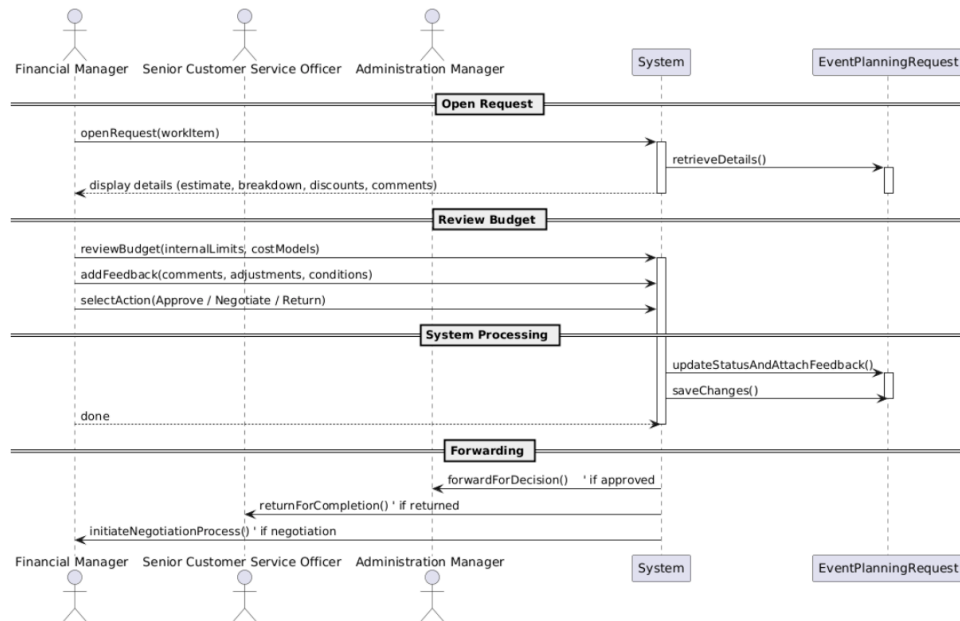 Financial Manager Senior Customer Service Officer Administration Manager System EventPlanningRequest
Open Request
openRequest(workItem)
retrieveDetails()
display details (estimate, breakdown, discounts, comments)
Review Budget
reviewBudget(internalLimits, costModels)
addFeedback(comments, adjustments, conditions)
selectAction(Approve / Negotiate / Return)
System Processing
updateStatusAndAttachFeedback()
saveChanges()
done
Forwarding
forwardForDecision() ' if approved
returnForCompletion() ' if returned
initiateNegotiationProcess() ' if negotiation
Financial Manager Senior Customer Service Officer Administration Manager System EventPlanningRequest